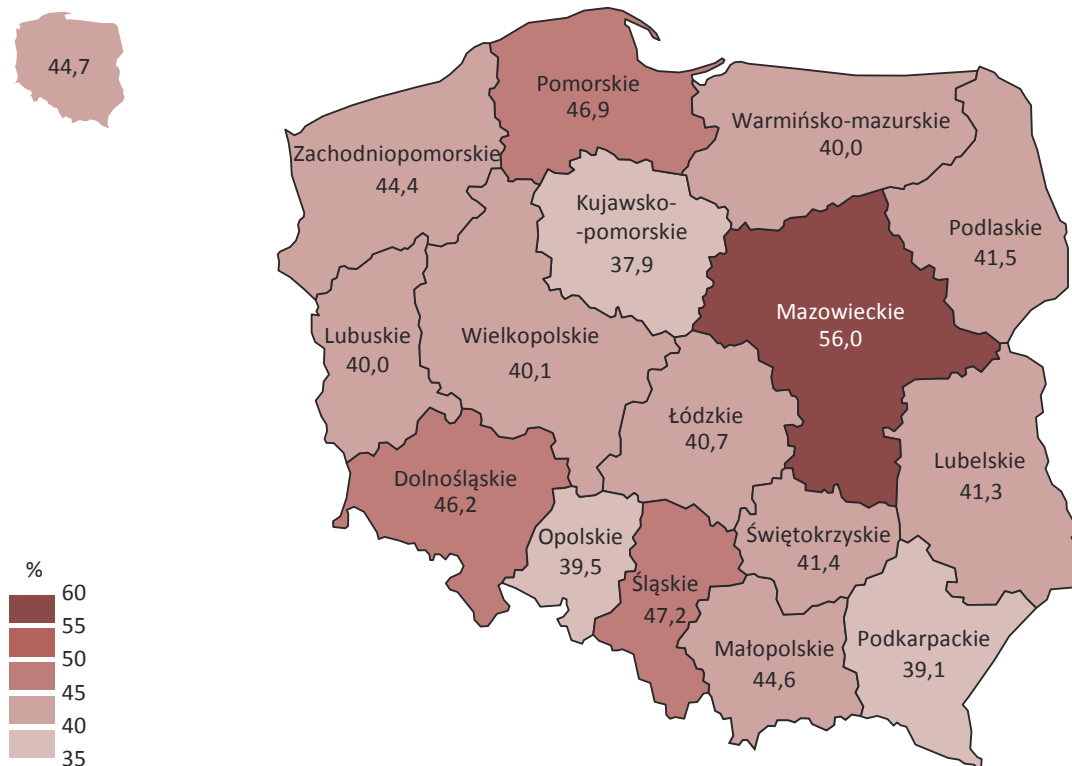 44,7
Pomorskie
46,9
Warmińsko-mazurskie
40,0
Zachodniopomorskie
44,4
Kujawsko-
-pomorskie
37,9
Podlaskie
41,5
Mazowieckie
56,0
Lubuskie
40,0
Wielkopolskie
40,1
Łódzkie
40,7
Lubelskie
41,3
Dolnośląskie
46,2
Opolskie
39,5
Świętokrzyskie
41,4
Śląskie
47,2
Małopolskie
44,6
Podkarpackie
39,1
%
60
55
50
45
40
35